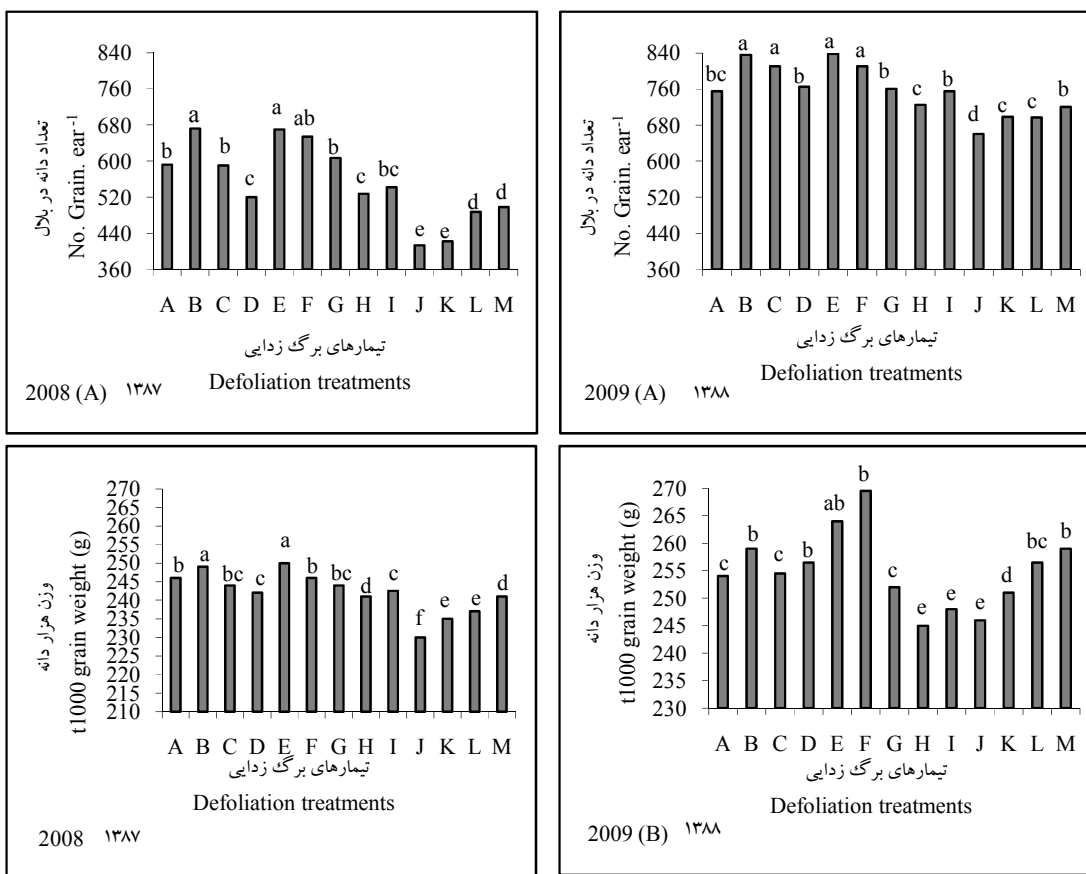 840
760
680
600
520
440
360
تعداد دانه در بلال
No. Grain. ear-1
b a b c a ab b c bc e e d d
A B C D E F G H I J K L M
تیمارهای برگ زدایی
Defoliation treatments
2008 (A) ۱۳۸۷
840
760
680
600
520
440
360
تعداد دانه در بلال
No. Grain. ear-1
bc a a b a a b c b d c c b
A B C D E F G H I J K L M
تیمارهای برگ زدایی
Defoliation treatments
2009 (A) ۱۳۸۸
270
265
260
255
250
245
240
235
230
225
220
215
210
وزن هزار دانه
t1000 grain weight (g)
b a bc c a b bc d c f e e d
A B C D E F G H I J K L M
تیمارهای برگ زدایی
Defoliation treatments
2008 ۱۳۸۷
270
265
260
255
250
245
240
235
230
وزن هزار دانه
t1000 grain weight (g)
c b c b ab b c e e e d bc b
A B C D E F G H I J K L M
تیمارهای برگ زدایی
Defoliation treatments
2009 (B) ۱۳۸۸